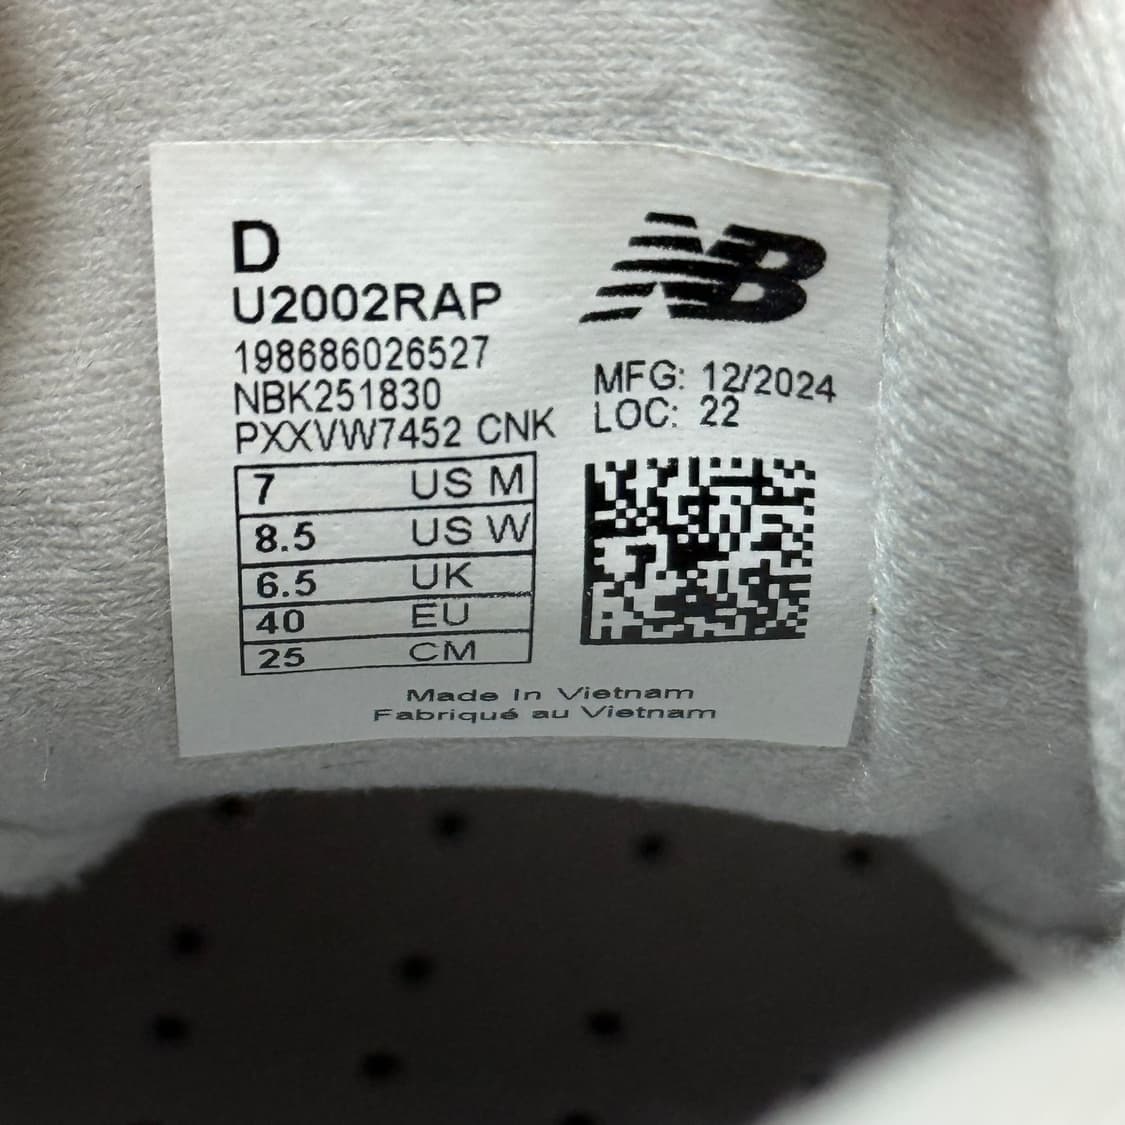 D
U2002RAP
198686026527
NBK251830
PXXVW7452 CNK
NB
MFG: 12/2024
LOC: 22
7 US M
8.5 US W
6.5 UK
40 EU
25 CM
Made In Vietnam
Fabriqué au Vietnam